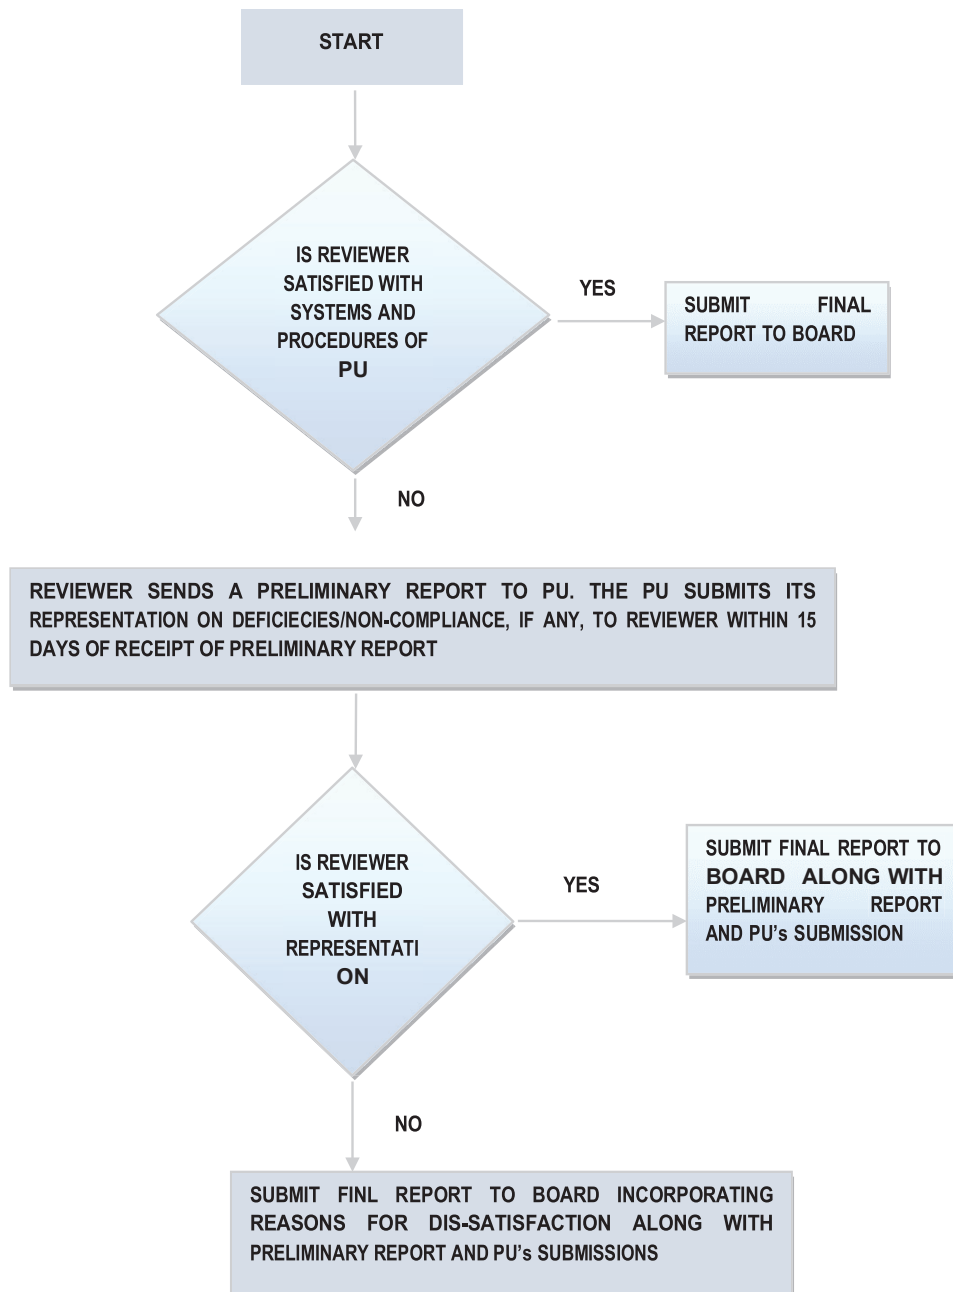 START
IS REVIEWER
SATISFIED WITH
SYSTEMS AND
PROCEDURES OF
PU
YES
SUBMIT FINAL
REPORT TO BOARD
NO
REVIEWER SENDS A PRELIMINARY REPORT TO PU. THE PU SUBMITS ITS
REPRESENTATION ON DEFICIECIES/NON-COMPLIANCE, IF ANY, TO REVIEWER WITHIN 15
DAYS OF RECEIPT OF PRELIMINARY REPORT
IS REVIEWER
SATISFIED
WITH
REPRESENTATI
ON
YES
SUBMIT FINAL REPORT TO
BOARD ALONG WITH
PRELIMINARY REPORT
AND PU's SUBMISSION
NO
SUBMIT FINL REPORT TO BOARD INCORPORATING
REASONS FOR DIS-SATISFACTION ALONG WITH
PRELIMINARY REPORT AND PU's SUBMISSIONS